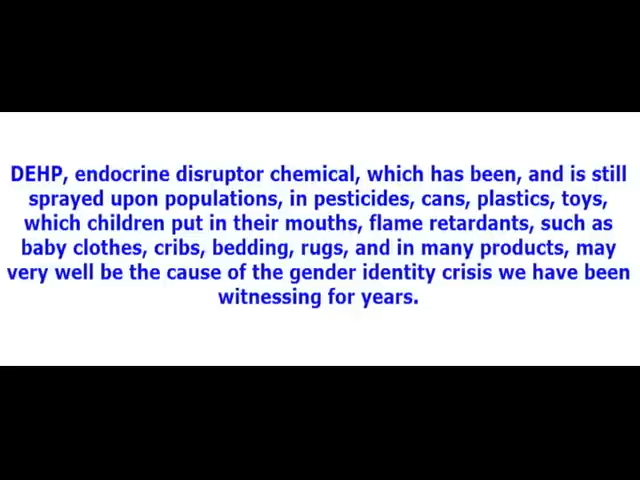 DEHP, endocrine disruptor chemical, which has been, and is still
sprayed upon populations, in pesticides, cans, plastics, toys,
which children put in their mouths, flame retardants, such as
baby clothes, cribs, bedding, rugs, and in many products, may
very well be the cause of the gender identity crisis we have been
witnessing for years.